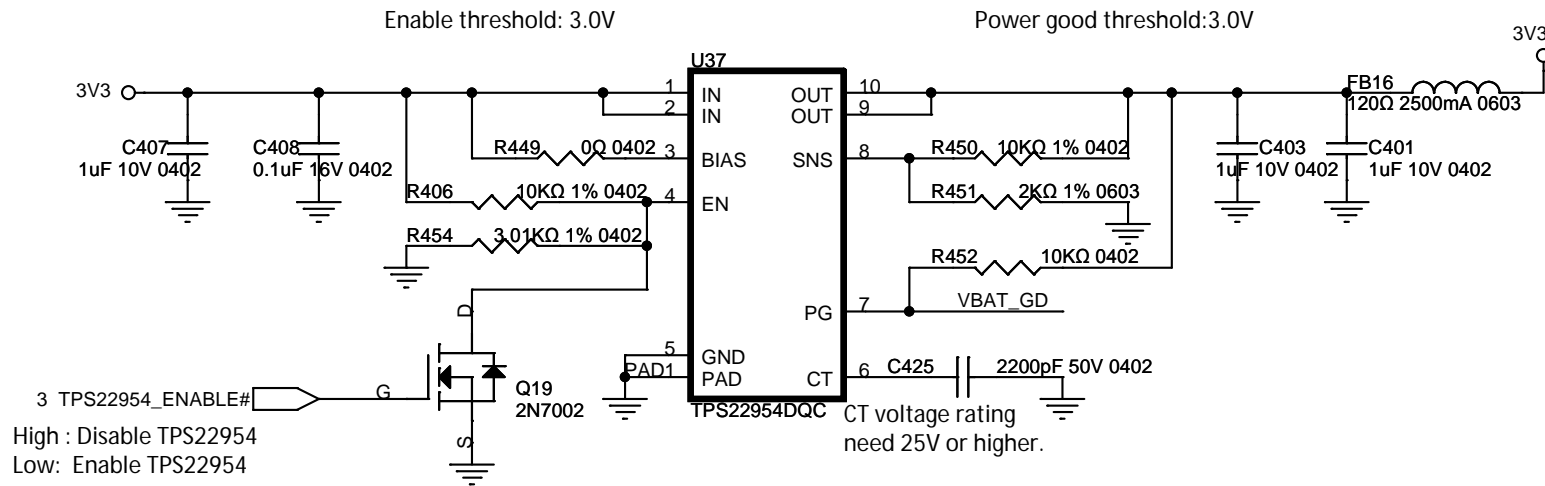 Enable threshold: 3.0V
Power good threshold:3.0V
3V3
U37
3V3
1
IN
OUT
10
FB16
2
IN
OUT
9
120Ω 2500mA 0603
C407
1uF 10V 0402
C408
0.1uF 16V 0402
R449
0Ω 0402
3
BIAS
SNS
8
R450
10KΩ 1% 0402
C403
1uF 10V 0402
C401
1uF 10V 0402
R406
10KΩ 1% 0402
4
EN
R451
2KΩ 1% 0603
R454
3.01KΩ 1% 0402
R452
10KΩ 0402
D
PG
7
VBAT_GD
5
GND
PAD1
PAD
CT
6
C425
2200pF 50V 0402
3 TPS22954_ENABLE#
G
Q19
2N7002
TPS22954DQC
CT voltage rating
need 25V or higher.
S
High : Disable TPS22954
Low: Enable TPS22954